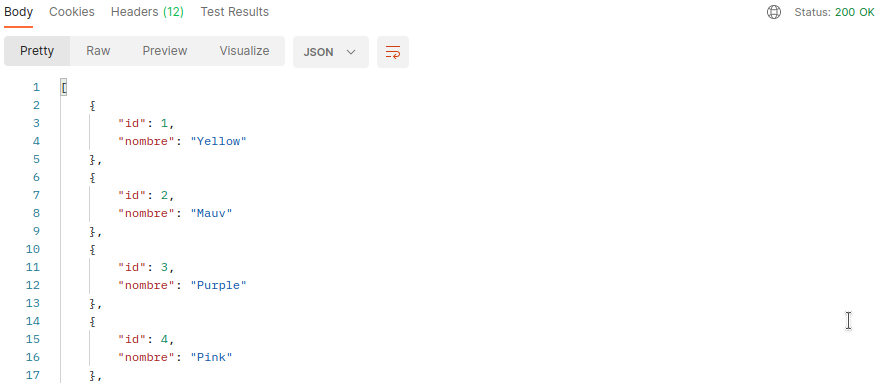 Body Cookies Headers (12) Test Results Status: 200 OK
Pretty Raw Preview Visualize JSON
1 [
2 {
3 "id": 1,
4 "nombre": "Yellow"
5 },
6 {
7 "id": 2,
8 "nombre": "Mauv"
9 },
10 {
11 "id": 3,
12 "nombre": "Purple"
13 },
14 {
15 "id": 4,
16 "nombre": "Pink"
17 },